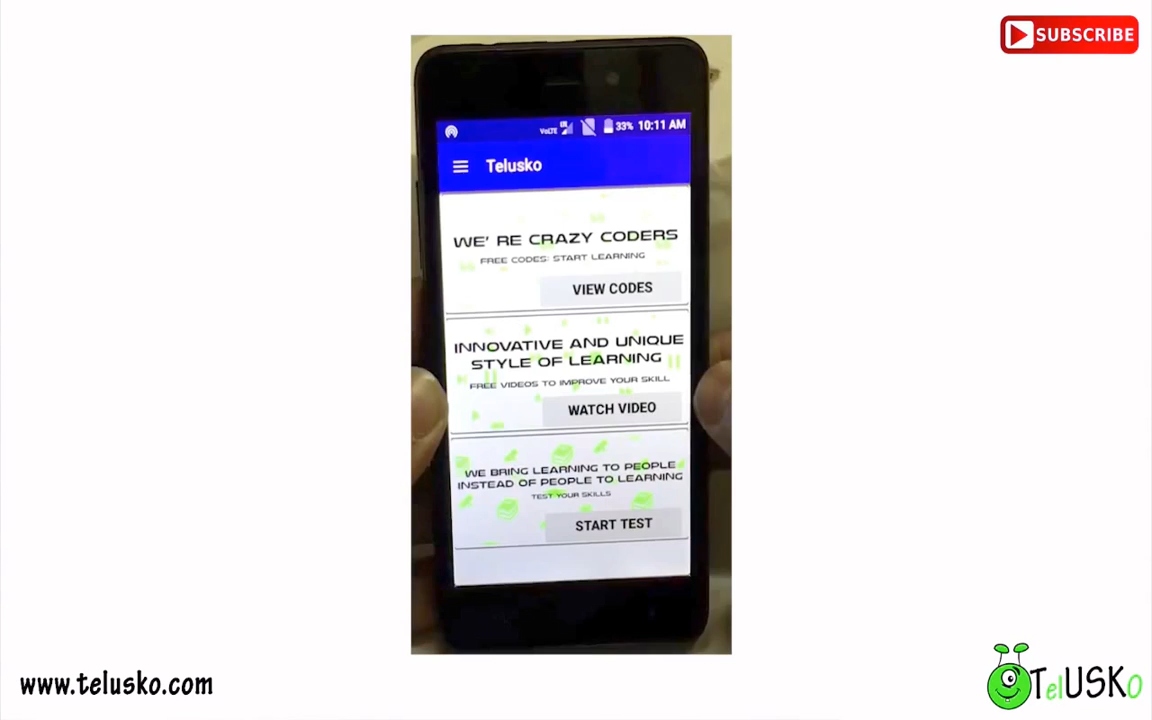 SUBSCRIBE
VoLTE LTE 33% 10:11 AM
Telusko
WE' RE CRAZY CODERS
FREE CODES: START LEARNING
VIEW CODES
INNOVATIVE AND UNIQUE
STYLE OF LEARNING
FREE VIDEOS TO IMPROVE YOUR SKILL
WATCH VIDEO
WE BRING LEARNING TO PEOPLE
INSTEAD OF PEOPLE TO LEARNING
TEST YOUR SKILLS
START TEST
www.telusko.com
TelUSKo